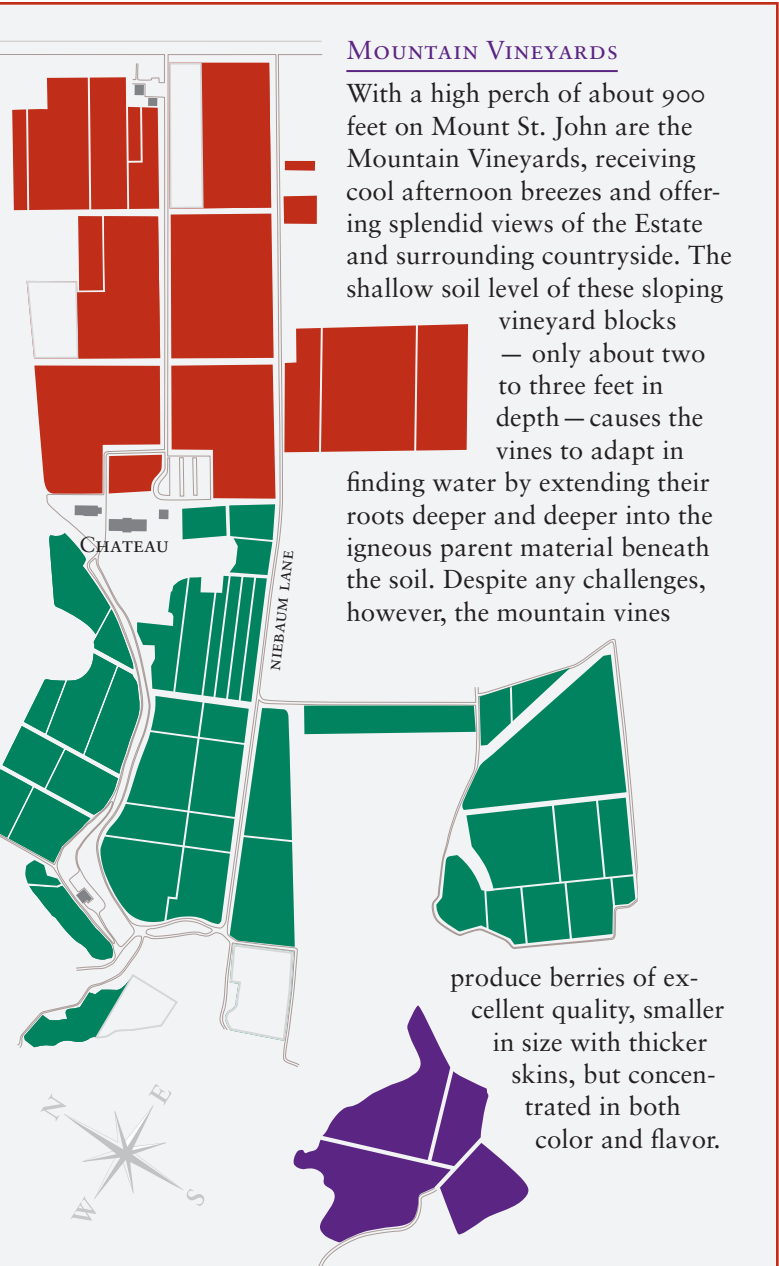 MOUNTAIN VINEYARDS
With a high perch of about 900
feet on Mount St. John are the
Mountain Vineyards, receiving
cool afternoon breezes and offer-
ing splendid views of the Estate
and surrounding countryside. The
shallow soil level of these sloping
vineyard blocks
— only about two
to three feet in
depth — causes the
vines to adapt in
finding water by extending their
roots deeper and deeper into the
igneous parent material beneath
the soil. Despite any challenges,
however, the mountain vines
produce berries of ex-
cellent quality, smaller
in size with thicker
skins, but concen-
trated in both
color and flavor.
CHATEAU
NIEBAUM LANE
N
E
W
S